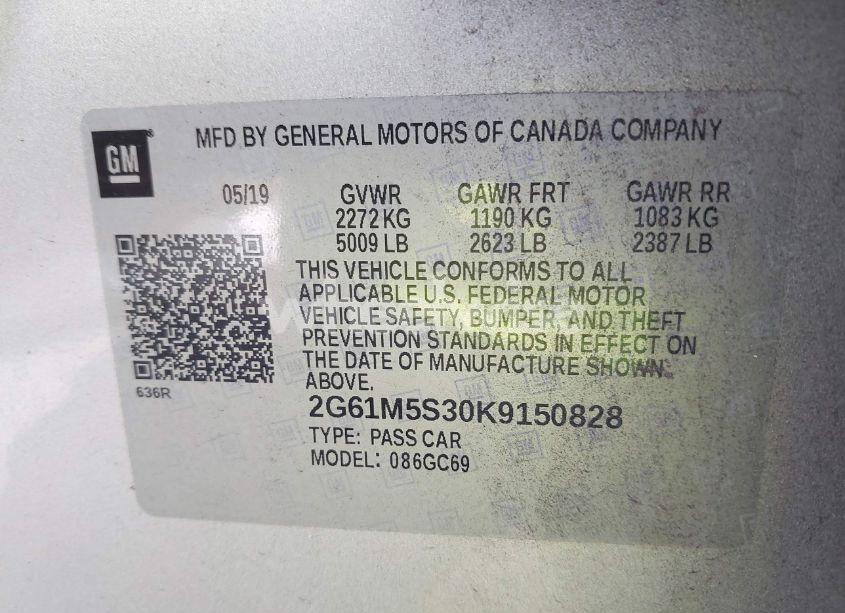 GM
MFD BY GENERAL MOTORS OF CANADA COMPANY
05/19 GVWR GAWR FRT GAWR RR
2272 KG 1190 KG 1083 KG
5009 LB 2623 LB 2387 LB
THIS VEHICLE CONFORMS TO ALL
APPLICABLE U.S. FEDERAL MOTOR
VEHICLE SAFETY, BUMPER, AND THEFT
PREVENTION STANDARDS IN EFFECT ON
THE DATE OF MANUFACTURE SHOWN
ABOVE.
636R
2G61M5S30K9150828
TYPE: PASS CAR
MODEL: 086GC69